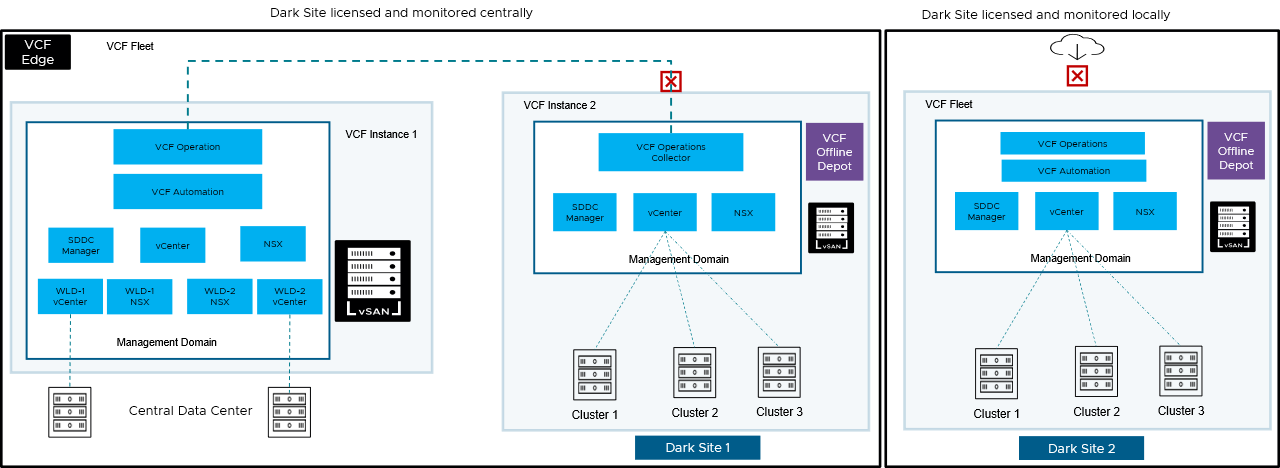 Dark Site licensed and monitored centrally
VCF
Edge
VCF Fleet
VCF Instance 1
VCF Operation
VCF Automation
SDDC
Manager
vCenter
NSX
WLD-1
vCenter
WLD-1
NSX
WLD-2
NSX
WLD-2
vCenter
Management Domain
vSAN
Central Data Center
VCF Instance 2
VCF Operations
Collector
SDDC
Manager
vCenter
NSX
Management Domain
VCF
Offline
Depot
vSAN
Cluster 1
Cluster 2
Cluster 3
Dark Site 1
Dark Site licensed and monitored locally
VCF Fleet
VCF Operations
VCF Automation
SDDC
Manager
vCenter
NSX
Management Domain
VCF
Offline
Depot
vSAN
Cluster 1
Cluster 2
Cluster 3
Dark Site 2